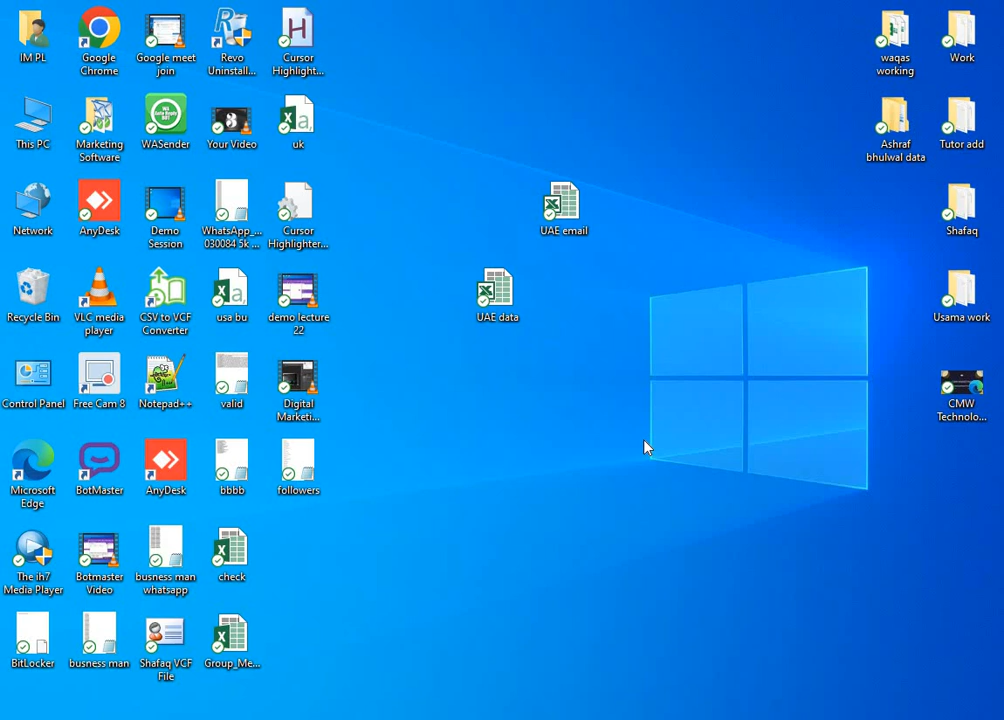 IM PL
Google
Chrome
Google meet
join
Revo
Uninstall...
Cursor
Highlight...
waqas
working
Work
This PC
Marketing
Software
WASender
Your Video
uk
Ashraf
bhulwal data
Tutor add
Network
AnyDesk
Demo
Session
WhatsApp_...
030084 5k ...
Cursor
Highlighter...
UAE email
Shafaq
Recycle Bin
VLC media
player
CSV to VCF
Converter
usa bu
demo lecture
22
UAE data
Usama work
Control Panel
Free Cam 8
Notepad++
valid
Digital
Marketi...
CMW
Technolo...
Microsoft
Edge
BotMaster
AnyDesk
bbbb
followers
The ih7
Media Player
Botmaster
Video
busness man
whatsapp
check
BitLocker
busness man
Shafaq VCF
File
Group_Me...